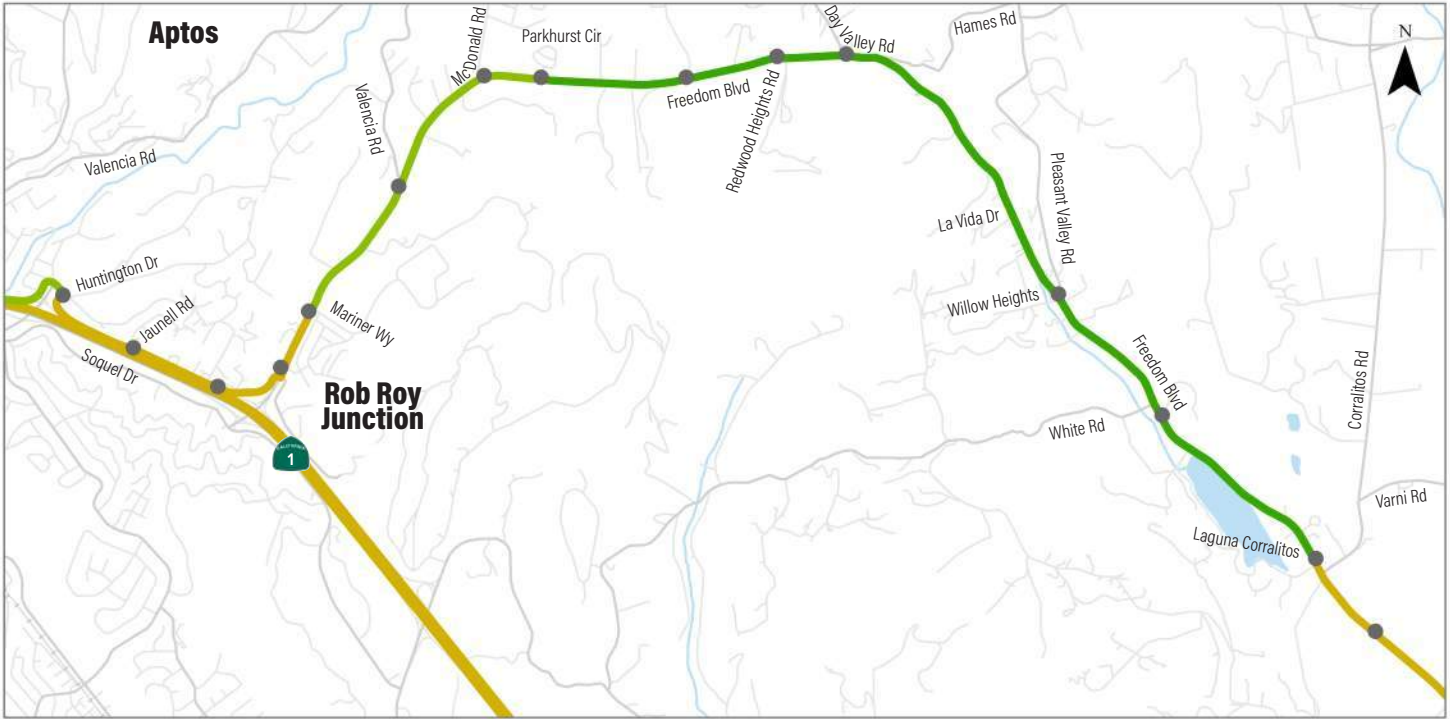 Aptos
McDonald Rd
Parkhurst Cir
Day Valley Rd
Hames Rd
N
Valencia Rd
Valencia Rd
Freedom Blvd
Redwood Heights Rd
La Vida Dr
Pleasant Valley Rd
Huntington Dr
Jaunell Rd
Mariner Wy
Willow Heights
Soquel Dr
Freedom Blvd
Corralitos Rd
Rob Roy
Junction
1
White Rd
Varni Rd
Laguna Corralitos